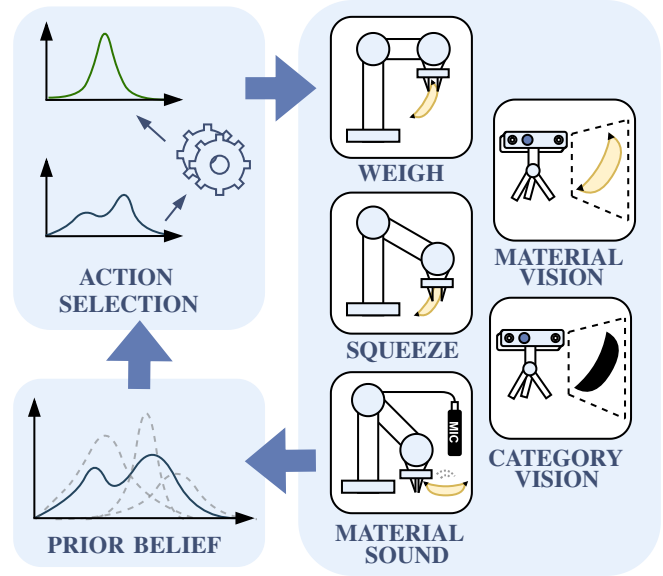 ACTION
SELECTION
PRIOR BELIEF
WEIGH
SQUEEZE
MIC
MATERIAL
SOUND
MATERIAL
VISION
CATEGORY
VISION